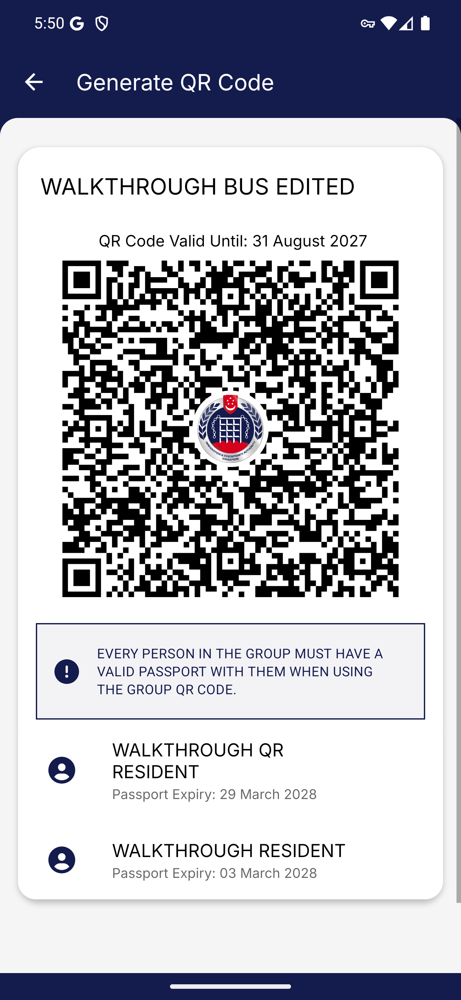 5:50
Generate QR Code
WALKTHROUGH BUS EDITED
QR Code Valid Until: 31 August 2027
IMMIGRATION & CHECKPOINTS AUTHORITY
SINGAPORE
EVERY PERSON IN THE GROUP MUST HAVE A
VALID PASSPORT WITH THEM WHEN USING
THE GROUP QR CODE.
WALKTHROUGH QR
RESIDENT
Passport Expiry: 29 March 2028
WALKTHROUGH RESIDENT
Passport Expiry: 03 March 2028